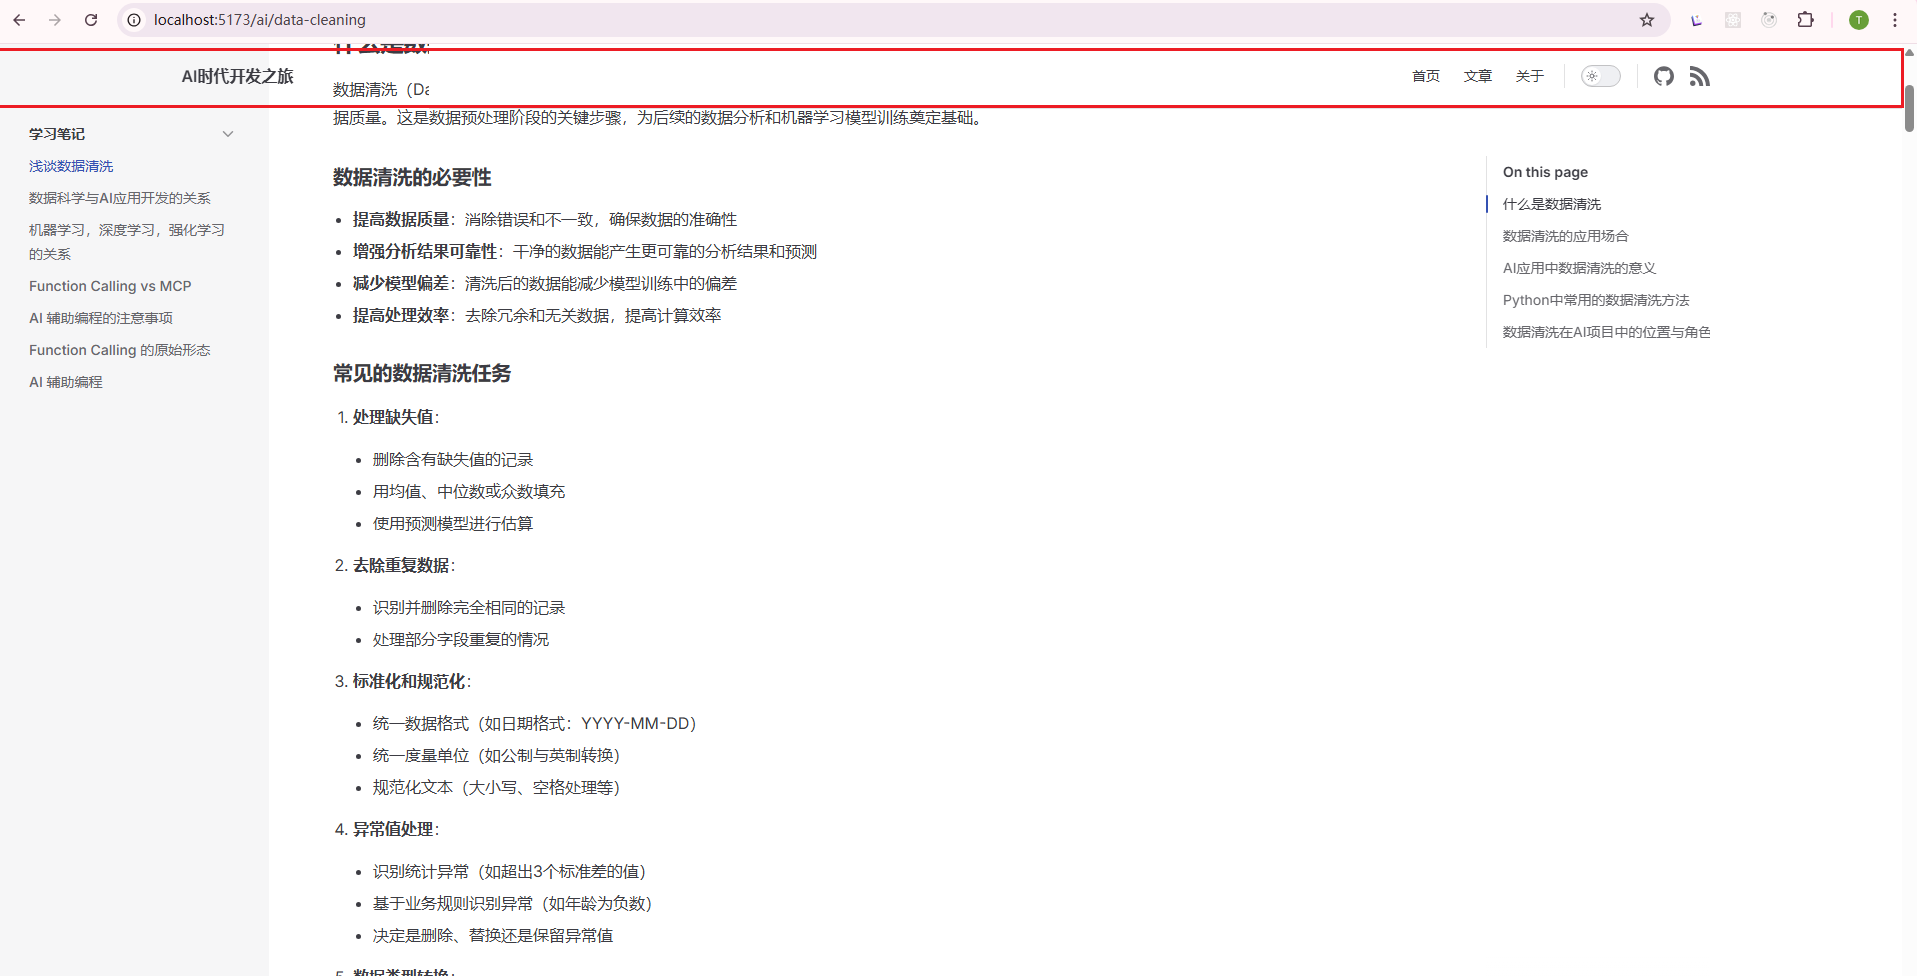 localhost:5173/ai/data-cleaning
T
什么是数
AI时代开发之旅
首页
文章
关于
数据清洗（Da
据质量。这是数据预处理阶段的关键步骤，为后续的数据分析和机器学习模型训练奠定基础。
学习笔记
浅谈数据清洗
数据科学与AI应用开发的关系
机器学习，深度学习，强化学习
的关系
Function Calling vs MCP
AI 辅助编程的注意事项
Function Calling 的原始形态
AI 辅助编程
数据清洗的必要性
• 提高数据质量：消除错误和不一致，确保数据的准确性
• 增强分析结果可靠性：干净的数据能产生更可靠的分析结果和预测
• 减少模型偏差：清洗后的数据能减少模型训练中的偏差
• 提高处理效率：去除冗余和无关数据，提高计算效率
常见的数据清洗任务
1. 处理缺失值：
• 删除含有缺失值的记录
• 用均值、中位数或众数填充
• 使用预测模型进行估算
2. 去除重复数据：
• 识别并删除完全相同的记录
• 处理部分字段重复的情况
3. 标准化和规范化：
• 统一数据格式（如日期格式：YYYY-MM-DD）
• 统一度量单位（如公制与英制转换）
• 规范化文本（大小写、空格处理等）
4. 异常值处理：
• 识别统计异常（如超出3个标准差的值）
• 基于业务规则识别异常（如年龄为负数）
• 决定是删除、替换还是保留异常值
5. 数据类型转换：
On this page
什么是数据清洗
数据清洗的应用场合
AI应用中数据清洗的意义
Python中常用的数据清洗方法
数据清洗在AI项目中的位置与角色